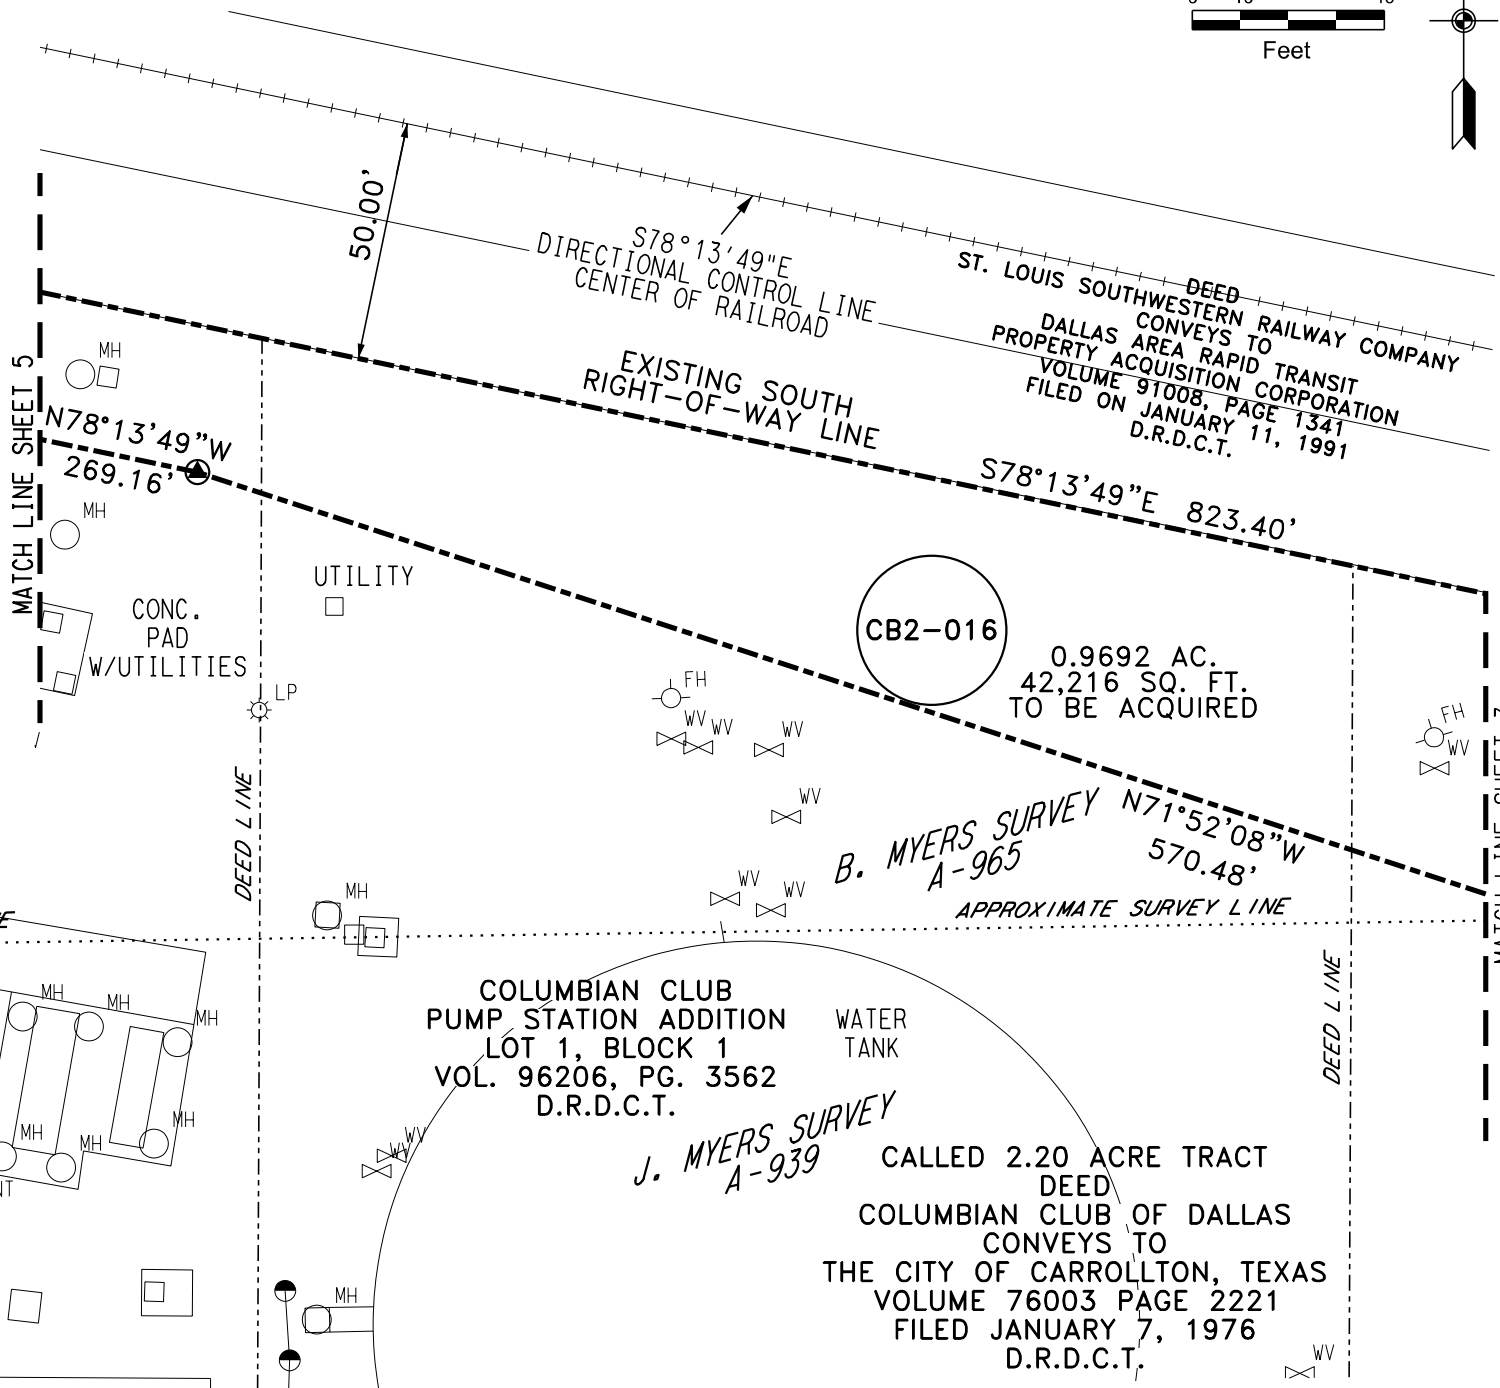 Feet
50.00'
S78°13'49"E
DIRECTIONAL CONTROL LINE
CENTER OF RAILROAD
DEED
ST. LOUIS SOUTHWESTERN RAILWAY COMPANY
CONVEYS TO
DALLAS AREA RAPID TRANSIT
PROPERTY ACQUISITION CORPORATION
VOLUME 91008, PAGE 1341
FILED ON JANUARY 11, 1991
D.R.D.C.T.
EXISTING SOUTH
RIGHT-OF-WAY LINE
S78°13'49"E 823.40'
MATCH LINE SHEET 5
MH
N78°13'49"W
269.16'
MH
CONC.
PAD
W/UTILITIES
UTILITY
LP
DEED LINE
CB2-016
0.9692 AC.
42,216 SQ. FT.
TO BE ACQUIRED
FH
WV
WV
WV
WV
FH
WV
B. MYERS SURVEY
A-965
N71°52'08"W
570.48'
WV
WV
MH
APPROXIMATE SURVEY LINE
DEED LINE
COLUMBIAN CLUB
PUMP STATION ADDITION
LOT 1, BLOCK 1
VOL. 96206, PG. 3562
D.R.D.C.T.
WATER
TANK
MH
MH
MH
MH
MH
MH
WV
WV
J. MYERS SURVEY
A-939
CALLED 2.20 ACRE TRACT
DEED
COLUMBIAN CLUB OF DALLAS
CONVEYS TO
THE CITY OF CARROLLTON, TEXAS
VOLUME 76003 PAGE 2221
FILED JANUARY 7, 1976
D.R.D.C.T.
MH
WV